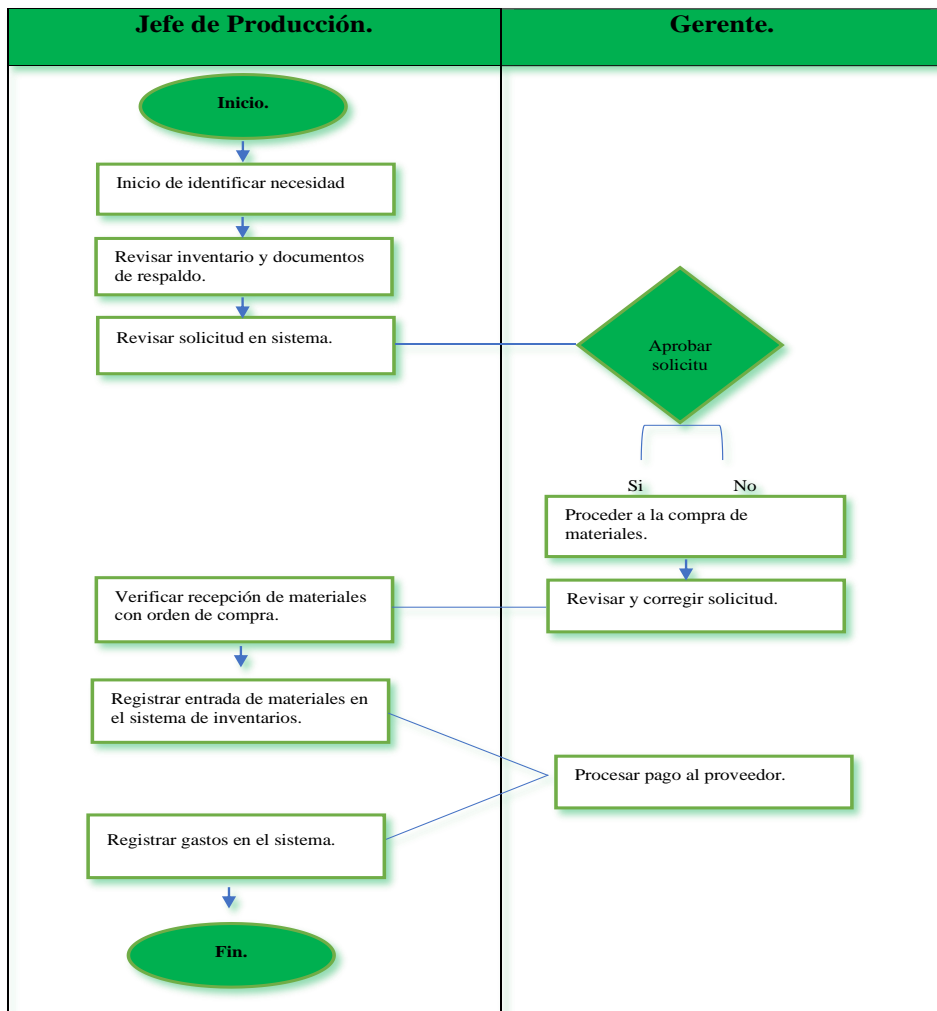 Jefe de Producción.
Gerente.
Inicio.
Inicio de identificar necesidad
Revisar inventario y documentos
de respaldo.
Revisar solicitud en sistema.
Aprobar
solicitu
Si
No
Proceder a la compra de
materiales.
Revisar y corregir solicitud.
Verificar recepción de materiales
con orden de compra.
Registrar entrada de materiales en
el sistema de inventarios.
Procesar pago al proveedor.
Registrar gastos en el sistema.
Fin.